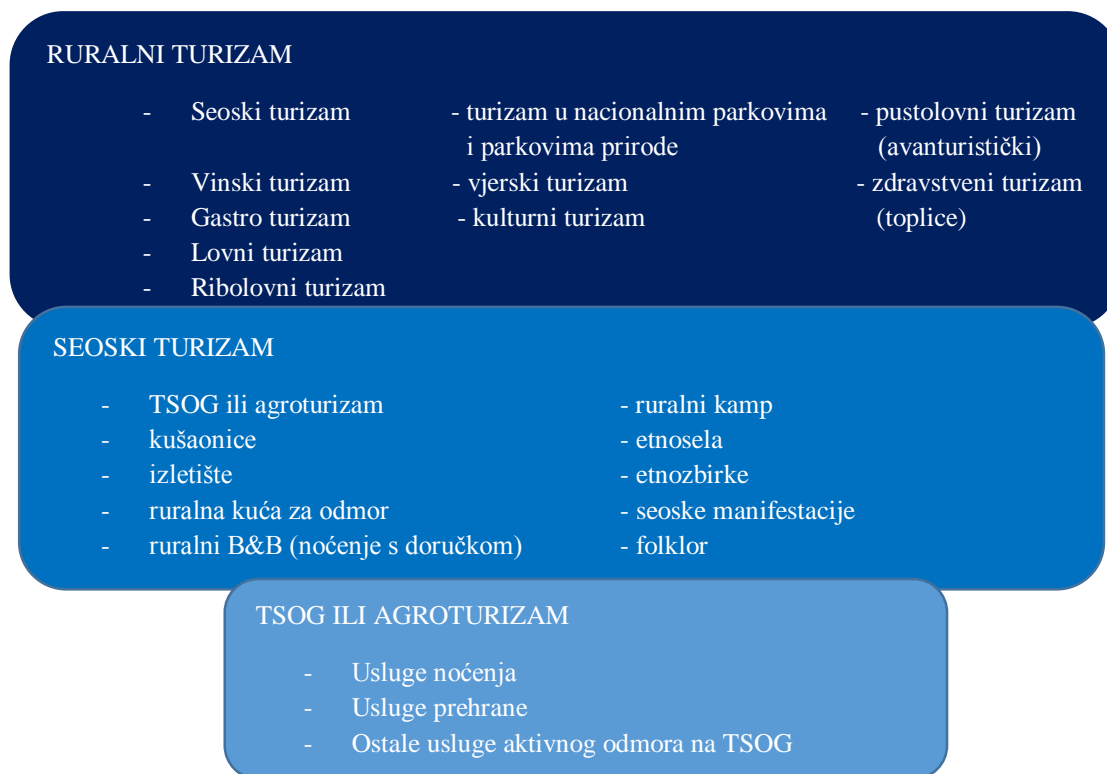 RURALNI TURIZAM
- Seoski turizam - turizam u nacionalnim parkovima - pustolovni turizam
i parkovima prirode (avanturistički)
- Vinski turizam - vjerski turizam - zdravstveni turizam
- Gastro turizam - kulturni turizam (toplice)
- Lovni turizam
- Ribolovni turizam
SEOSKI TURIZAM
- TSOG ili agroturizam - ruralni kamp
- kušaonice - etnosela
- izletište - etnozbirke
- ruralna kuća za odmor - seoske manifestacije
- ruralni B&B (noćenje s doručkom) - folklor
TSOG ILI AGROTURIZAM
- Usluge noćenja
- Usluge prehrane
- Ostale usluge aktivnog odmora na TSOG